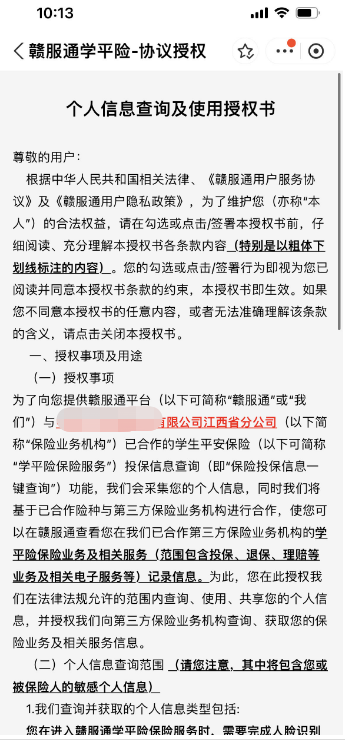 10:13
赣服通学平险-协议授权
个人信息查询及使用授权书
尊敬的用户:
根据中华人民共和国相关法律、《赣服通用户服务协
议》及《赣服通用户隐私政策》,为了维护您(亦称“本
人”)的合法权益,请在勾选或点击/签署本授权书前,仔
细阅读、充分理解本授权书各条款内容(特别是以粗体下
划线标注的内容)。您的勾选或点击/签署行为即视为您已
阅读并同意本授权书条款的约束,本授权书即生效。如果
您不同意本授权书的任意内容,或者无法准确理解该条款
的含义,请点击关闭本授权书。
一、授权事项及用途
(一)授权事项
为了向您提供赣服通平台(以下可简称“赣服通”或“我
们”)与 有限公司江西省分公司(以下简
称“保险业务机构”)已合作的学生平安保险(以下可简称
“学平险保险服务”)投保信息查询(即“保险投保信息一
键查询”)功能,我们会采集您的个人信息,同时我们将
基于已合作险种与第三方保险业务机构进行合作,使您可
以在赣服通查看您在我们已合作第三方保险业务机构的学
平险保险业务及相关服务(范围包含投保、退保、理赔等
业务及相关电子服务等)记录信息。为此,您在此授权我
们在法律法规允许的范围内查询、使用、共享您的个人信
息,并授权我们向第三方保险业务机构查询、获取您的保
险业务及相关服务信息。
(二)个人信息查询范围(请您注意,其中将包含您或
被保险人的敏感个人信息)
1.我们查询并获取的个人信息类型包括:
您在进入赣服通学平险保险服务时,需要完成人脸识别